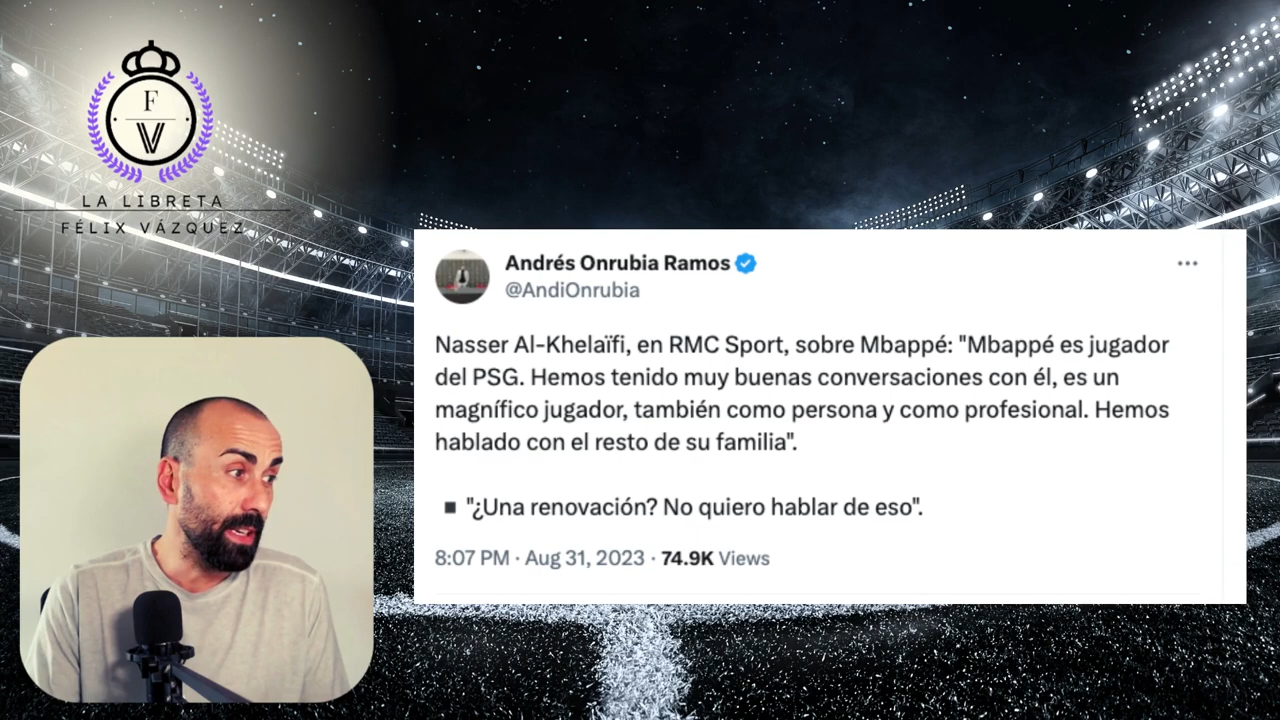 F
V
LA LIBRETA
FÉLIX VÁZQUEZ
Andrés Onrubia Ramos
@AndiOnrubia
Nasser Al-Khelaïfi, en RMC Sport, sobre Mbappé: "Mbappé es jugador
del PSG. Hemos tenido muy buenas conversaciones con él, es un
magnífico jugador, también como persona y como profesional. Hemos
hablado con el resto de su familia".
▪ "¿Una renovación? No quiero hablar de eso".
8:07 PM · Aug 31, 2023 · 74.9K Views